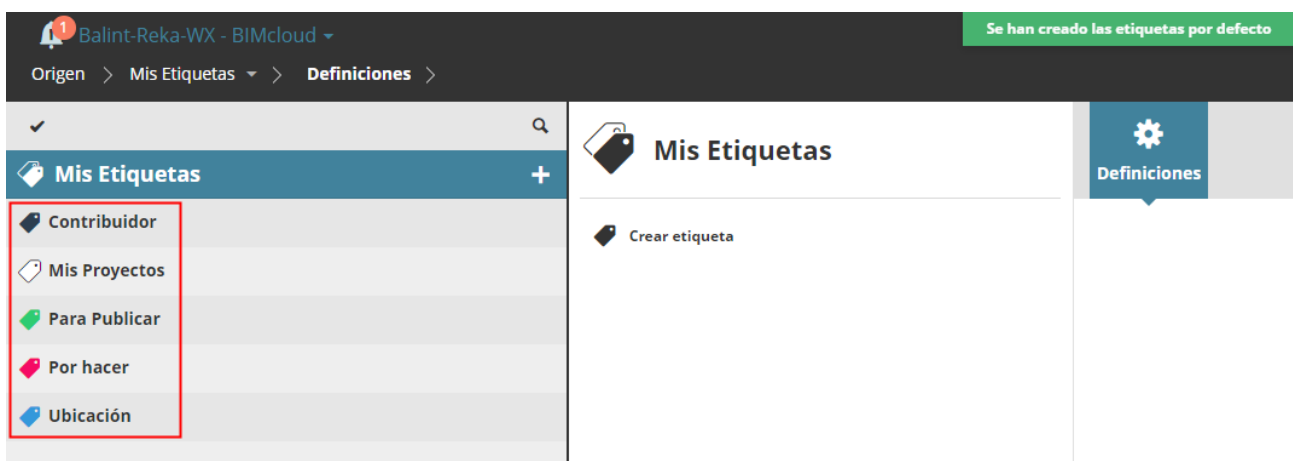 1
Balint-Reka-WX - BIMcloud
Se han creado las etiquetas por defecto
Origen > Mis Etiquetas > Definiciones >
Mis Etiquetas +
Contribuidor
Mis Proyectos
Para Publicar
Por hacer
Ubicación
Mis Etiquetas
Crear etiqueta
Definiciones